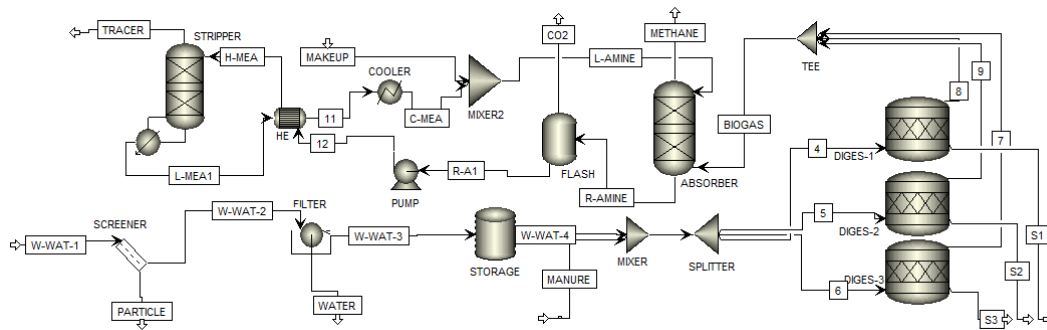 TRACER
STRIPPER
H-MEA
MAKEUP
COOLER
CO2
METHANE
L-AMINE
TEE
9
8
7
MIXER2
HE
11
C-MEA
12
BIOGAS
4
DIGES-1
L-MEA1
R-A1
PUMP
FLASH
R-AMINE
ABSORBER
SCREENER
W-WAT-2
FILTER
W-WAT-1
W-WAT-3
W-WAT-4
STORAGE
MIXER
SPLITTER
5
DIGES-2
S1
MANURE
6
DIGES-3
S2
PARTICLE
WATER
S3